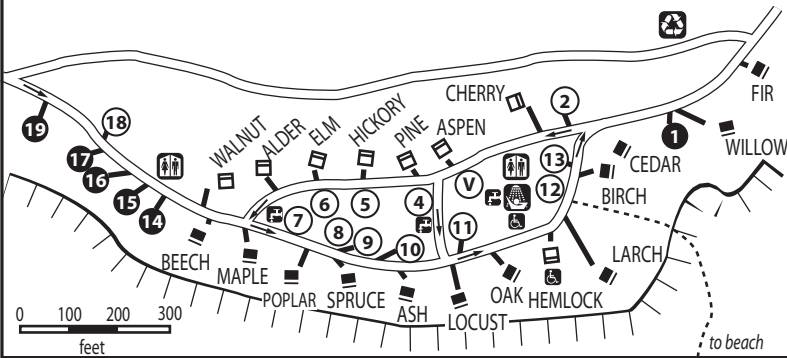 FIR
CHERRY
2
1
WILLOW
19
18
17
16
15
14
WALNUT
ALDER
ELM
HICKORY
PINE
ASPEN
13
CEDAR
12
BIRCH
V
7
6
5
4
8
9
10
11
BEECH
MAPLE
POPLAR
SPRUCE
ASH
LOCUST
OAK
HEMLOCK
LARCH
0 100 200 300
feet
to beach